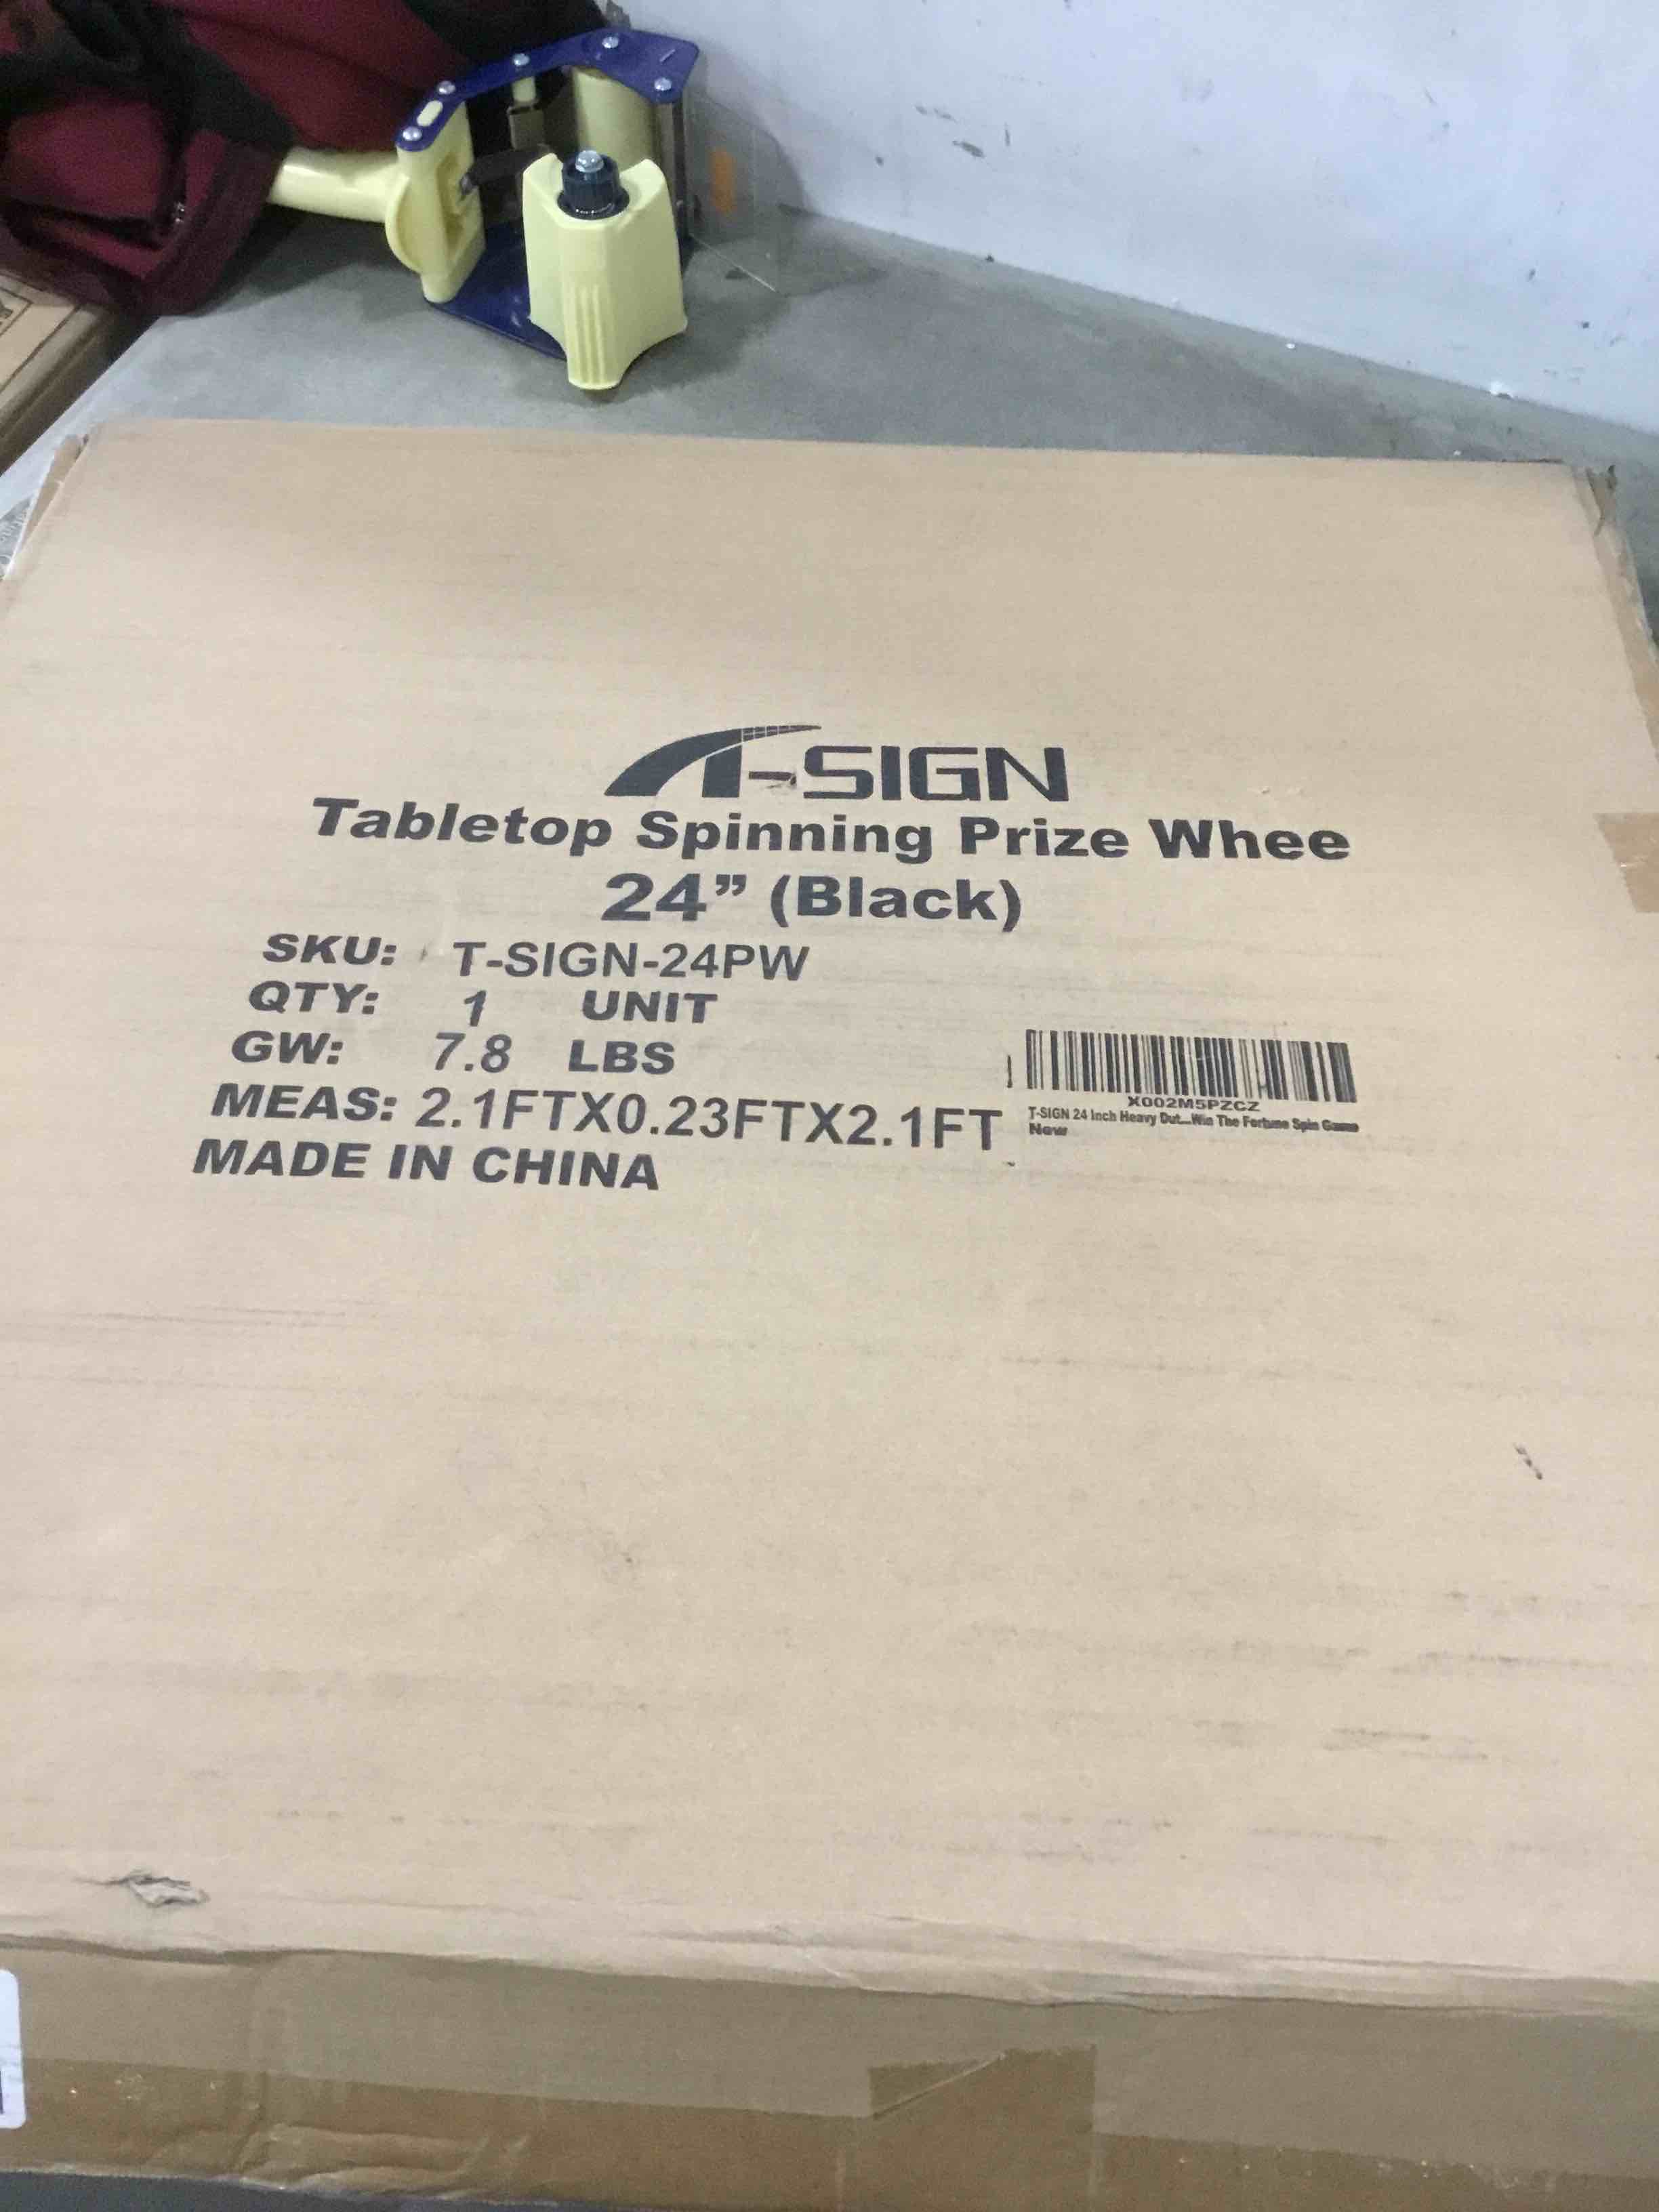 T-SIGN
Tabletop Spinning Prize Whee
24” (Black)
SKU: T-SIGN-24PW
QTY: 1 UNIT
GW: 7.8 LBS
MEAS: 2.1FTX0.23FTX2.1FT
MADE IN CHINA
X002M5PZCZ
T-SIGN 24 Inch Heavy Dut...Win The Fortune Spin Game
New